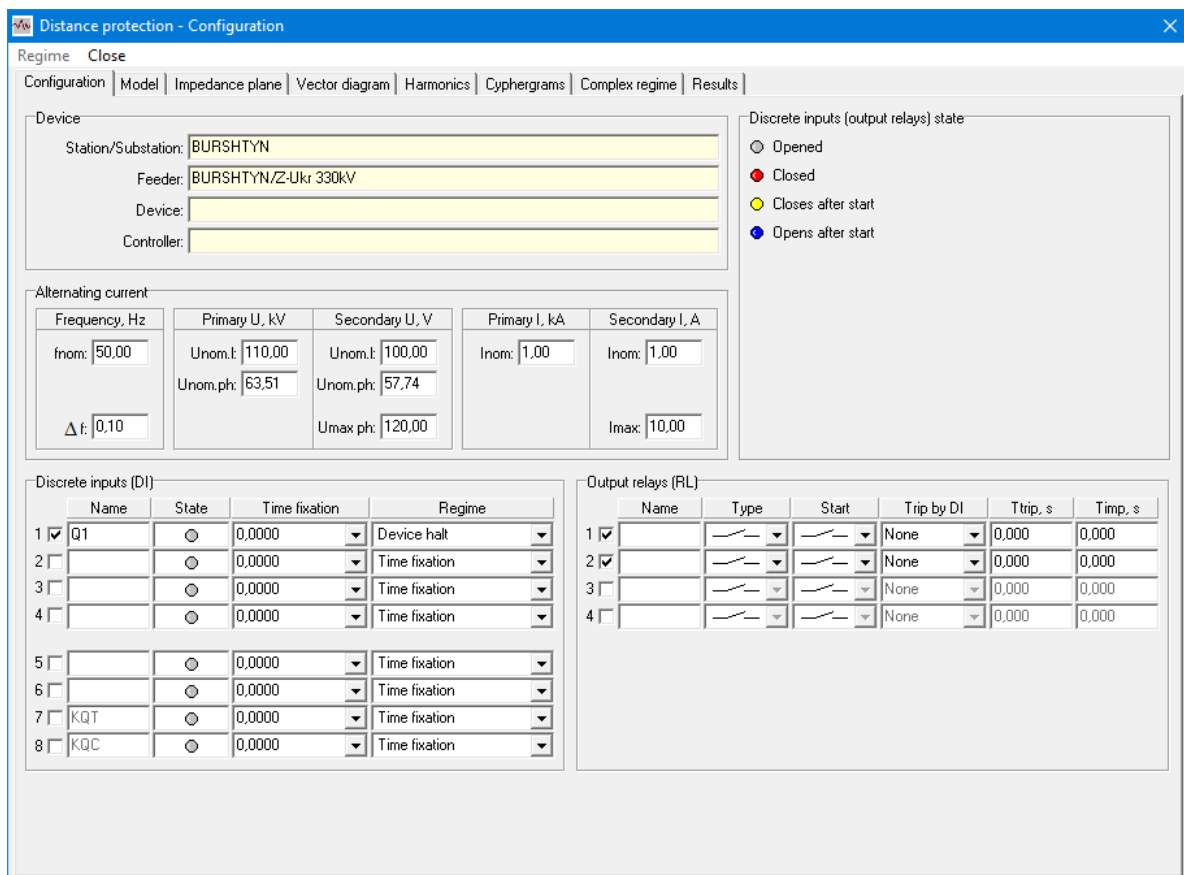 Distance protection - Configuration
Regime Close
Configuration Model Impedance plane Vector diagram Harmonics Cyphergrams Complex regime Results
Device
Station/Substation: BURSHTYN
Feeder: BURSHTYN/Z-Ukr 330kV
Device:
Controller:
Discrete inputs (output relays) state
Opened
Closed
Closes after start
Opens after start
Alternating current
Frequency, Hz Primary U, kV Secondary U, V Primary I, kA Secondary I, A
fnom: 50,00 Unom.l: 110,00 Unom.l: 100,00 Inom: 1,00 Inom: 1,00
Unom.ph: 63,51 Unom.ph: 57,74
Δ f: 0,10 Umax ph: 120,00 Imax: 10,00
Discrete inputs (DI)
Name State Time fixation Regime
1 Q1 0,0000 Device halt
2 0,0000 Time fixation
3 0,0000 Time fixation
4 0,0000 Time fixation
5 0,0000 Time fixation
6 0,0000 Time fixation
7 KQT 0,0000 Time fixation
8 KQC 0,0000 Time fixation
Output relays (RL)
Name Type Start Trip by DI Ttrip, s Timp, s
1 None 0,000 0,000
2 None 0,000 0,000
3 None 0,000 0,000
4 None 0,000 0,000